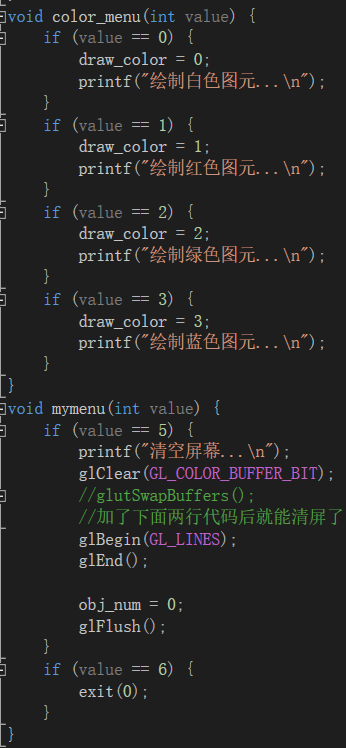 void color_menu(int value) {
    if (value == 0) {
        draw_color = 0;
        printf("绘制白色图元...\n");
    }
    if (value == 1) {
        draw_color = 1;
        printf("绘制红色图元...\n");
    }
    if (value == 2) {
        draw_color = 2;
        printf("绘制绿色图元...\n");
    }
    if (value == 3) {
        draw_color = 3;
        printf("绘制蓝色图元...\n");
    }
}
void mymenu(int value) {
    if (value == 5) {
        printf("清空屏幕...\n");
        glClear(GL_COLOR_BUFFER_BIT);
        //glutSwapBuffers();
        //加了下面两行代码后就能清屏了
        glBegin(GL_LINES);
        glEnd();

        obj_num = 0;
        glFlush();
    }
    if (value == 6) {
        exit(0);
    }
}